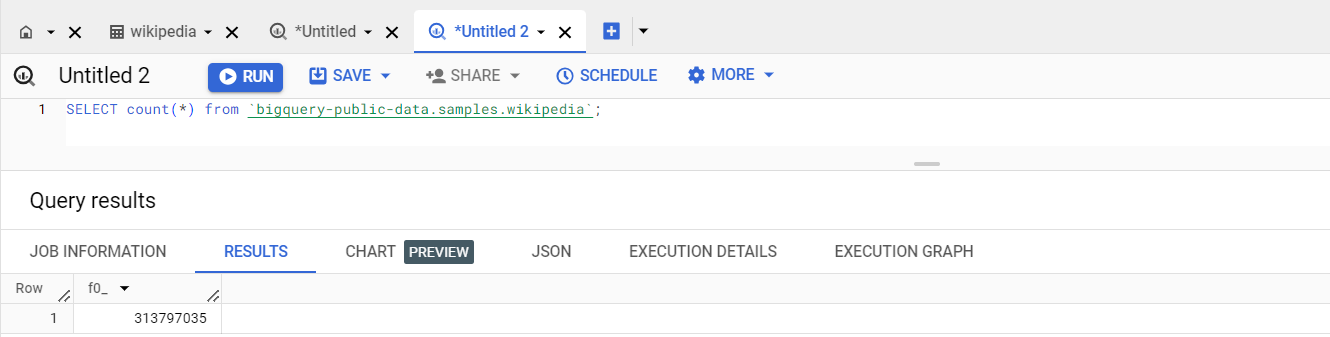 wikipedia *Untitled *Untitled 2
Untitled 2 RUN SAVE SHARE SCHEDULE MORE
1 SELECT count(*) from `bigquery-public-data.samples.wikipedia`;
Query results
JOB INFORMATION RESULTS CHART PREVIEW JSON EXECUTION DETAILS EXECUTION GRAPH
Row f0_
1 313797035